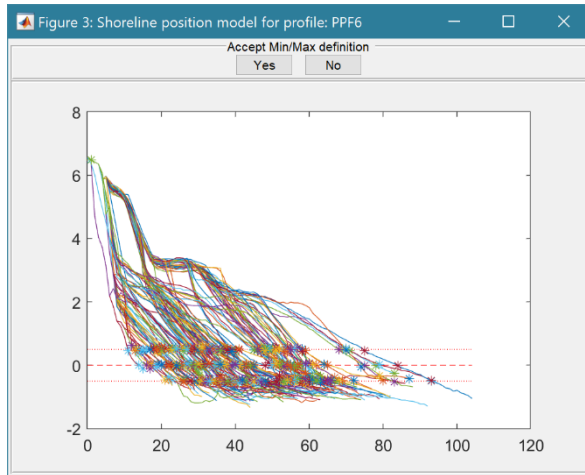 Figure 3: Shoreline position model for profile: PPF6
Accept Min/Max definition
Yes No
8
6
4
2
0
-2
0 20 40 60 80 100 120